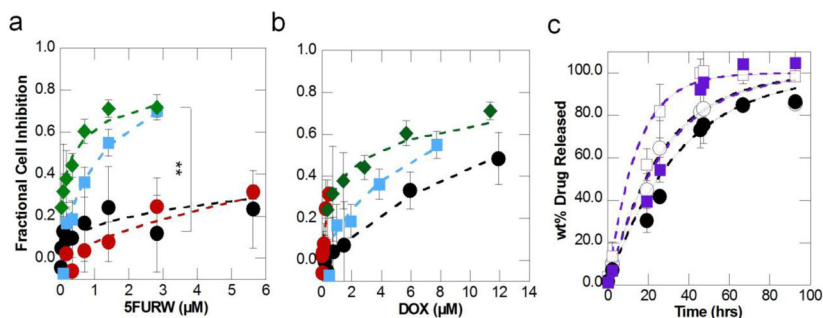 a
b
c
Fractional Cell Inhibition
1.0
0.8
0.6
0.4
0.2
0.0
0 1 2 3 4 5 6
5FURW (μM)
**
1.0
0.8
0.6
0.4
0.2
0.0
0 2 4 6 8 10 12 14
DOX (μM)
wt% Drug Released
100.0
80.0
60.0
40.0
20.0
0.0
0 20 40 60 80 100
Time (hrs)